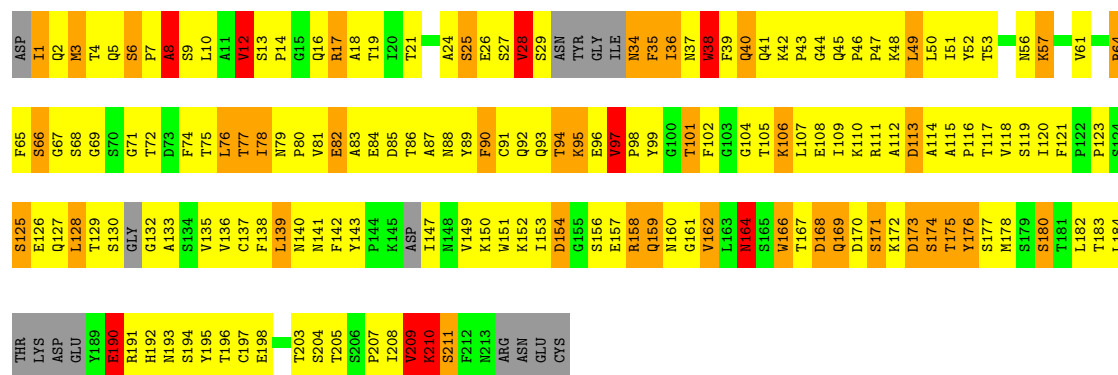 ASP I1 Q2 M3 T4 Q5 S6 P7 A8 S9 L10 A11 V12 S13 P14 G15 Q16 R17 A18 T19 I20 T21 A24 S25 E26 S27 V28 S29 ASN TYR GLY ILE N34 F35 I36 N37 W38 F39 Q40 Q41 K42 P43 G44 Q45 P46 P47 K48 L49 L50 I51 Y52 T53 N56 K57 V61 R64
F65 S66 G67 S68 G69 S70 G71 T72 D73 F74 T75 L76 T77 I78 N79 P80 V81 E82 A83 E84 D85 T86 A87 N88 Y89 F90 C91 Q92 Q93 T94 K95 E96 V97 P98 Y99 G100 T101 F102 G103 G104 T105 K106 L107 E108 I109 K110 R111 A112 D113 A114 A115 P116 T117 V118 S119 I120 F121 P122 P123 S124
S125 E126 Q127 L128 T129 S130 GLY G132 A133 S134 V135 V136 C137 F138 L139 N140 N141 F142 Y143 P144 K145 ASP I147 N148 V149 K150 W151 K152 I153 D154 G155 S156 E157 R158 Q159 N160 G161 V162 L163 N164 S165 W166 T167 D168 Q169 D170 S171 K172 D173 S174 T175 Y176 S177 M178 S179 S180 T181 L182 T183 L184
THR LYS ASP GLU Y189 E190 R191 H192 N193 S194 Y195 T196 C197 E198 T203 S204 T205 S206 P207 I208 V209 K210 S211 F212 N213 ARG ASN GLU CYS